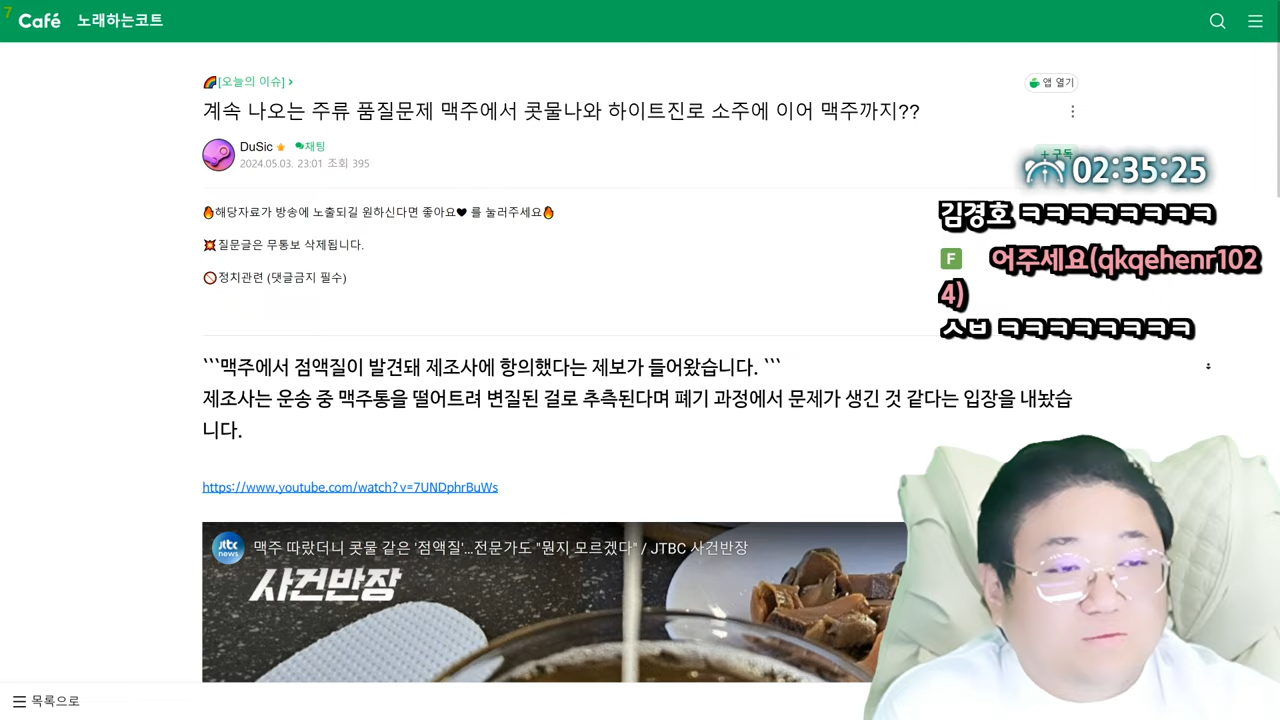 7
Café 노래하는코트
🌈[오늘의 이슈] >
앱 열기
계속 나오는 주류 품질문제 맥주에서 콧물나와 하이트진로 소주에 이어 맥주까지??
DuSic 채팅
2024.05.03. 23:01 조회 395
+ 구독
02:35:25
🔥해당자료가 방송에 노출되길 원하신다면 좋아요🖤 를 눌러주세요🔥
김경호 ㅋㅋㅋㅋㅋㅋㅋㅋ
💥질문글은 무통보 삭제됩니다.
F 어주세요(qkqehenr102
4)
🚫정치관련 (댓글금지 필수)
ㅅㅂ ㅋㅋㅋㅋㅋㅋㅋㅋ
```맥주에서 점액질이 발견돼 제조사에 항의했다는 제보가 들어왔습니다. ```
제조사는 운송 중 맥주통을 떨어트려 변질된 걸로 추측된다며 폐기 과정에서 문제가 생긴 것 같다는 입장을 내놨습
니다.
https://www.youtube.com/watch?v=7UNDphrBuWs
jtbc news 맥주 따랐더니 콧물 같은 '점액질'...전문가도 "뭔지 모르겠다" / JTBC 사건반장
사건반장
목록으로